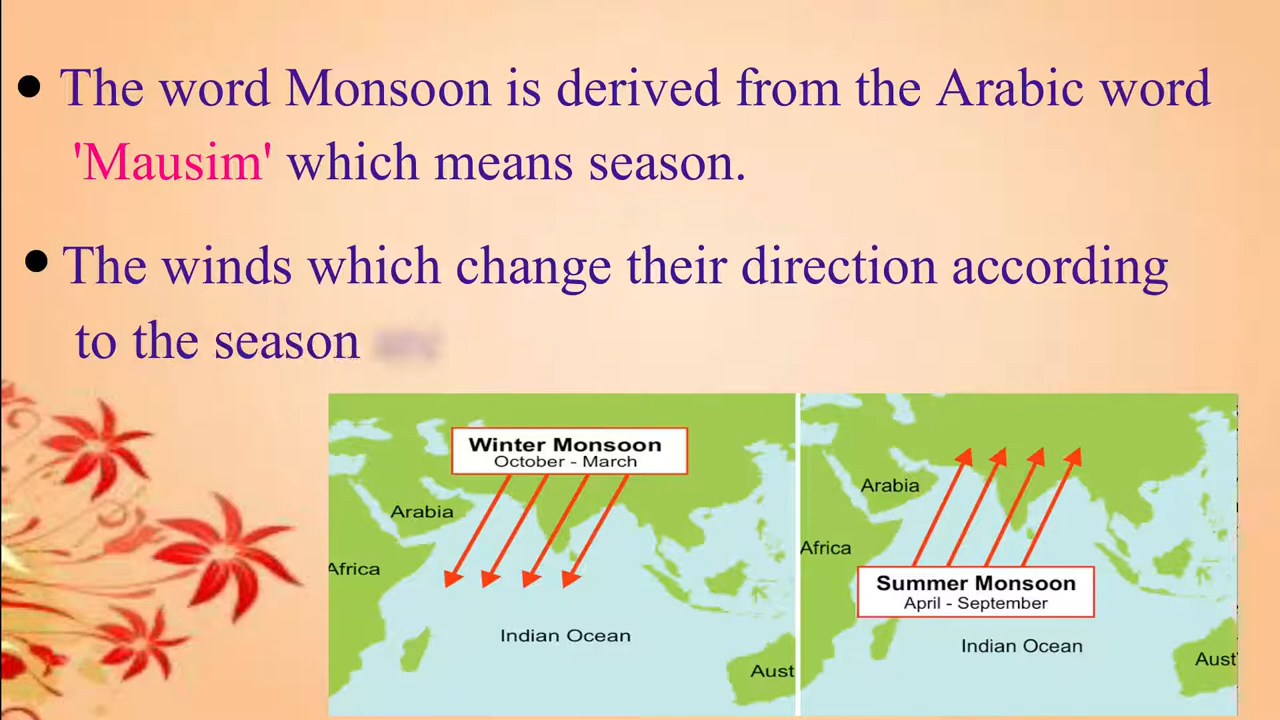 • The word Monsoon is derived from the Arabic word
'Mausim' which means season.
• The winds which change their direction according
to the season
Winter Monsoon
October - March
Arabia
Africa
Indian Ocean
Aust
Arabia
Africa
Summer Monsoon
April - September
Indian Ocean
Aust